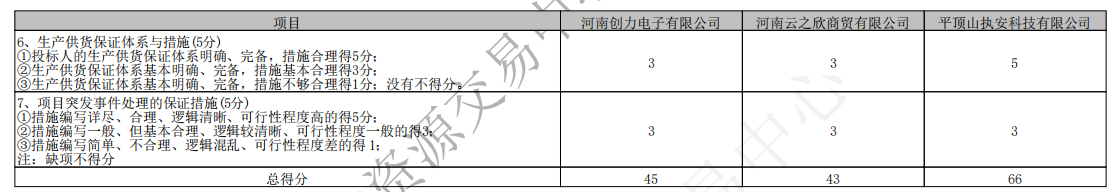 项目 河南创力电子有限公司 河南云之欣商贸有限公司 平顶山执安科技有限公司
6、生产供货保证体系与措施(5分)
①投标人的生产供货保证体系明确、完备，措施合理得5分；
②生产供货保证体系基本明确、完备，措施基本合理得3分；
③生产供货保证体系基本明确、完备，措施不够合理得1分；没有不得分。
3 3 5
7、项目突发事件处理的保证措施(5分)
①措施编写详尽、合理、逻辑清晰、可行性程度高的得5分；
②措施编写一般、但基本合理、逻辑较清晰、可行性程度一般的得3；
③措施编写简单、不合理、逻辑混乱、可行性程度差的得 1；
注：缺项不得分
3 3 3
总得分 45 43 66
资源交易中
易中心